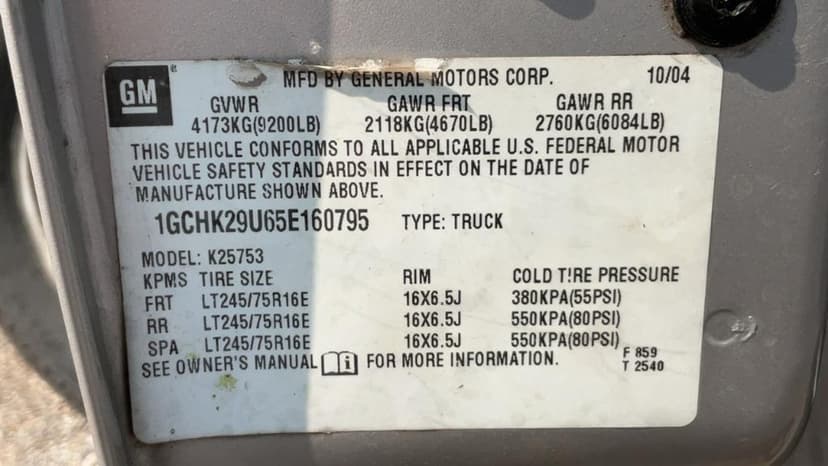 GM MFD BY GENERAL MOTORS CORP. 10/04
GVWR GAWR FRT GAWR RR
4173KG(9200LB) 2118KG(4670LB) 2760KG(6084LB)
THIS VEHICLE CONFORMS TO ALL APPLICABLE U.S. FEDERAL MOTOR
VEHICLE SAFETY STANDARDS IN EFFECT ON THE DATE OF
MANUFACTURE SHOWN ABOVE.
1GCHK29U65E160795 TYPE: TRUCK
MODEL: K25753
KPMS TIRE SIZE RIM COLD TIRE PRESSURE
FRT LT245/75R16E 16X6.5J 380KPA(55PSI)
RR LT245/75R16E 16X6.5J 550KPA(80PSI)
SPA LT245/75R16E 16X6.5J 550KPA(80PSI)
SEE OWNER'S MANUAL i FOR MORE INFORMATION. F 859
T 2540